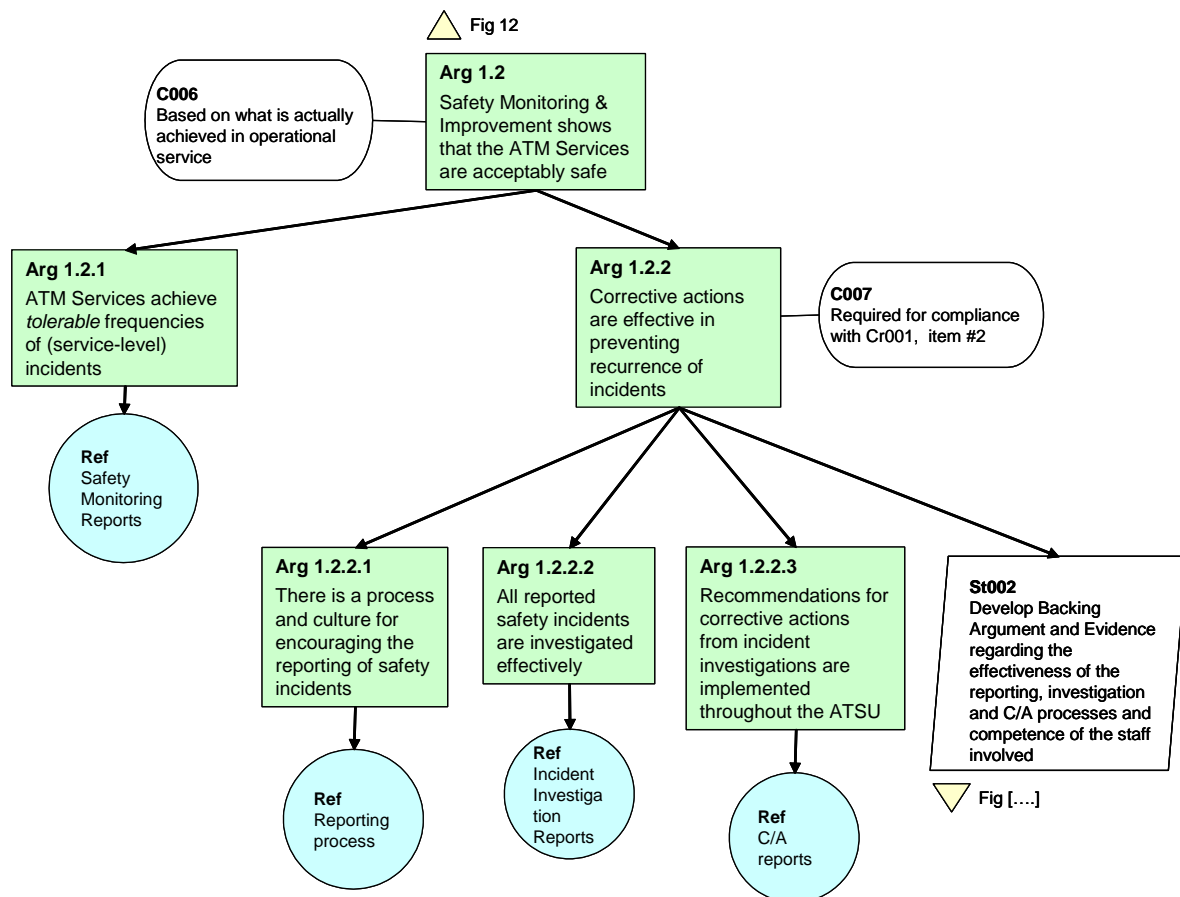 Fig 12
Arg 1.2
Safety Monitoring &
Improvement shows
that the ATM Services
are acceptably safe
C006
Based on what is actually
achieved in operational
service
Arg 1.2.1
ATM Services achieve
tolerable frequencies
of (service-level)
incidents
Arg 1.2.2
Corrective actions
are effective in
preventing
recurrence of
incidents
C007
Required for compliance
with Cr001, item #2
Ref
Safety
Monitoring
Reports
Arg 1.2.2.1
There is a process
and culture for
encouraging the
reporting of safety
incidents
Arg 1.2.2.2
All reported
safety incidents
are investigated
effectively
Arg 1.2.2.3
Recommendations for
corrective actions
from incident
investigations are
implemented
throughout the ATSU
St002
Develop Backing
Argument and Evidence
regarding the
effectiveness of the
reporting, investigation
and C/A processes and
competence of the staff
involved
Ref
Reporting
process
Ref
Incident
Investiga
tion
Reports
Ref
C/A
reports
Fig [....]